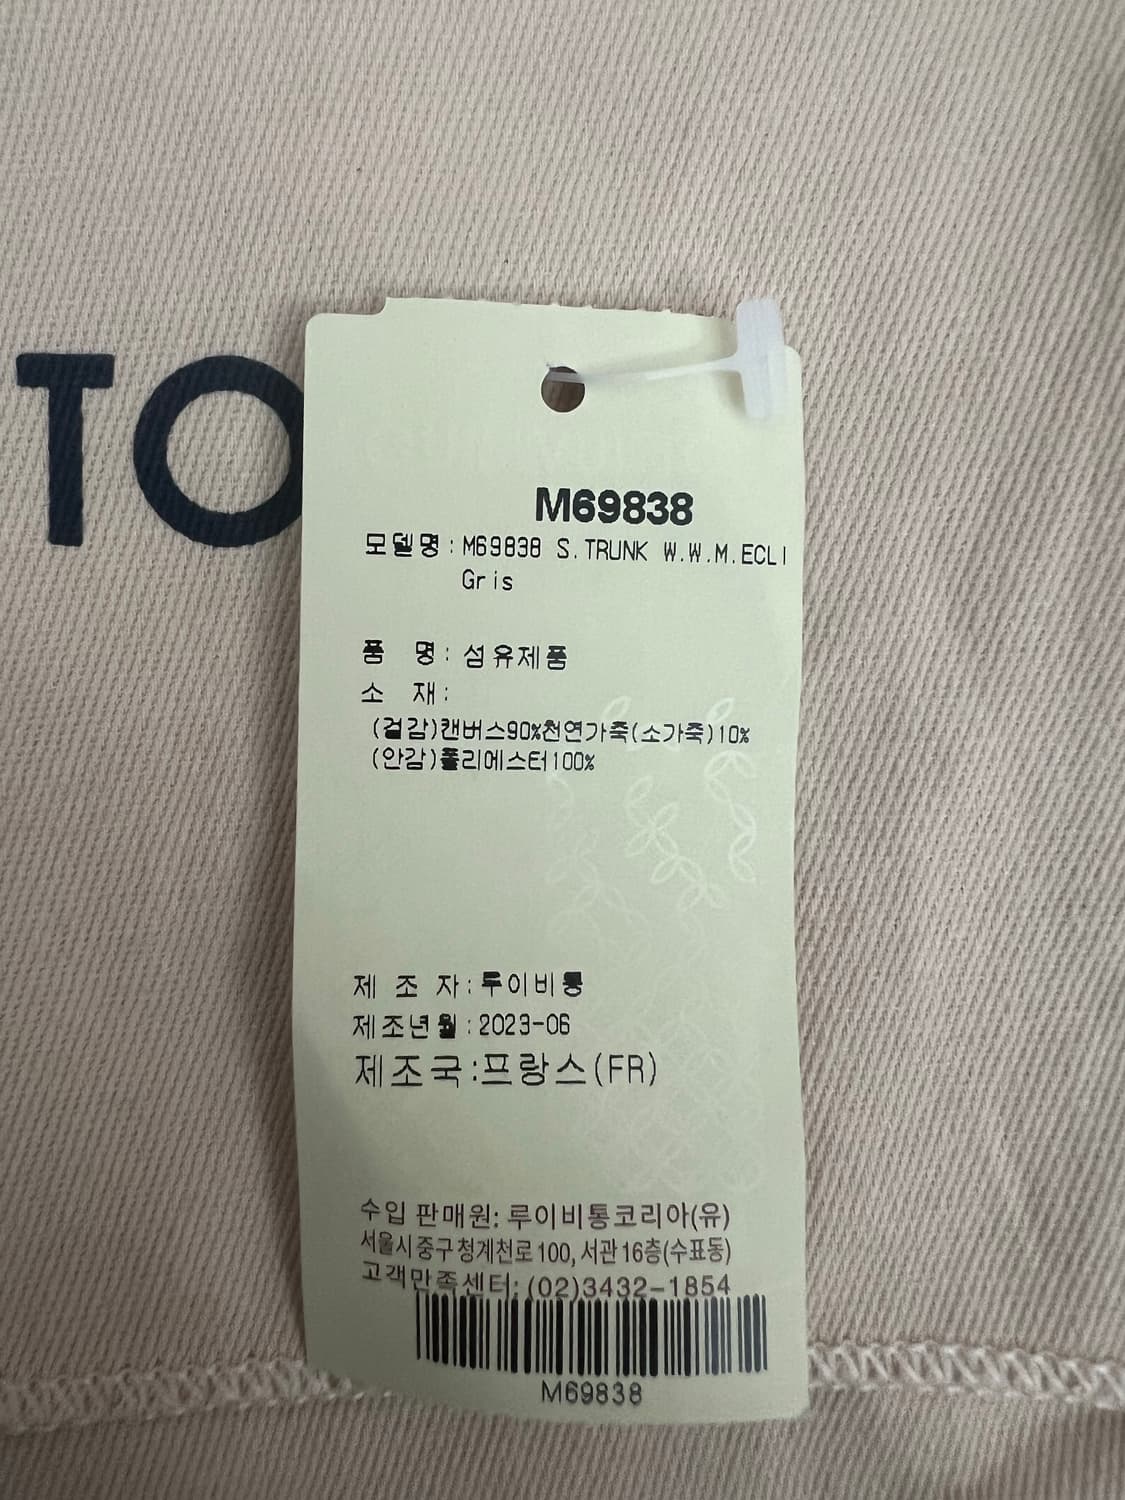 TO
M69838
모델명: M69838 S.TRUNK W.W.M.ECLI
Gris
품 명: 섬유제품
소 재:
(겉감)캔버스90%천연가죽(소가죽)10%
(안감)폴리에스터100%
제 조 자: 루이비통
제조년월: 2023-06
제조국:프랑스(FR)
수입 판매원: 루이비통코리아(유)
서울시 중구 청계천로 100, 서관 16층(수표동)
고객만족센터: (02)3432-1854
M69838